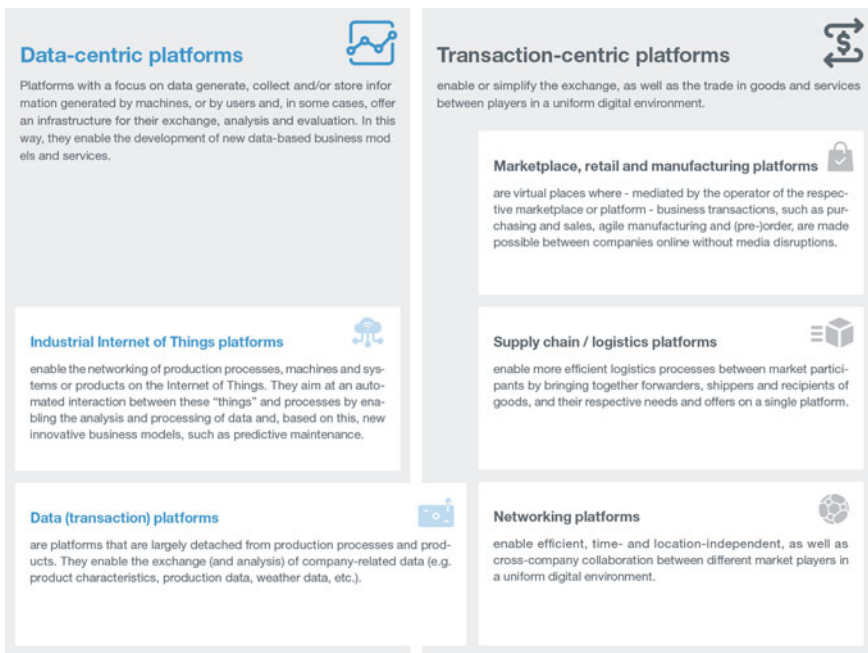 Data-centric platforms
Platforms with a focus on data generate, collect and/or store infor
mation generated by machines, or by users and, in some cases, offer
an infrastructure for their exchange, analysis and evaluation. In this
way, they enable the development of new data-based business mod
els and services.
Industrial Internet of Things platforms
enable the networking of production processes, machines and sys-
tems or products on the Internet of Things. They aim at an auto-
mated interaction between these “things” and processes by ena-
bling the analysis and processing of data and, based on this, new
innovative business models, such as predictive maintenance.
Data (transaction) platforms
are platforms that are largely detached from production processes and prod-
ucts. They enable the exchange (and analysis) of company-related data (e.g.
product characteristics, production data, weather data, etc.).
Transaction-centric platforms
$
enable or simplify the exchange, as well as the trade in goods and services
between players in a uniform digital environment.
Marketplace, retail and manufacturing platforms
are virtual places where - mediated by the operator of the respec-
tive marketplace or platform - business transactions, such as pur-
chasing and sales, agile manufacturing and (pre-)order, are made
possible between companies online without media disruptions.
Supply chain / logistics platforms
enable more efficient logistics processes between market partici-
pants by bringing together forwarders, shippers and recipients of
goods, and their respective needs and offers on a single platform.
Networking platforms
enable efficient, time- and location-independent, as well as
cross-company collaboration between different market players in
a uniform digital environment.